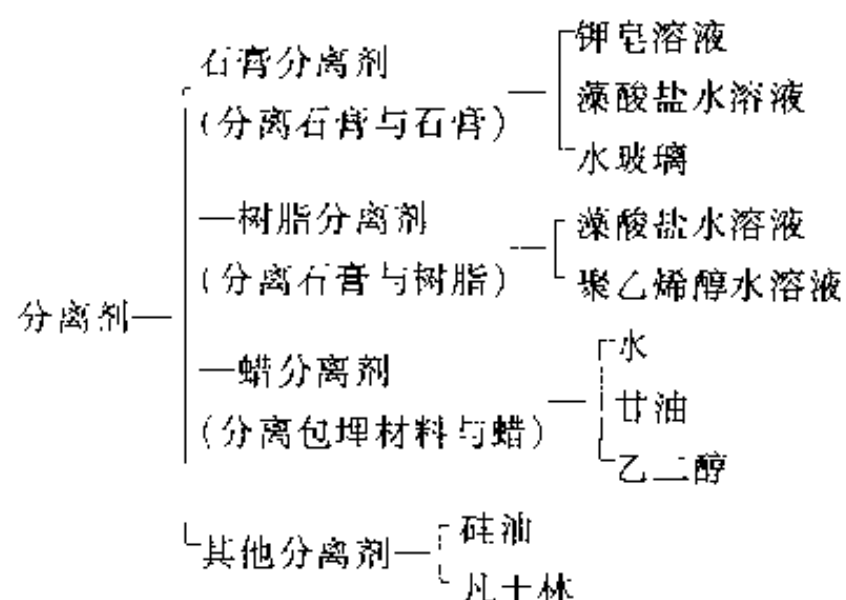 分离剂
石膏分离剂
(分离石膏与石膏)
钾皂溶液
藻酸盐水溶液
水玻璃
树脂分离剂
(分离石膏与树脂)
藻酸盐水溶液
聚乙烯醇水溶液
蜡分离剂
(分离包埋材料与蜡)
水
甘油
乙二醇
其他分离剂
硅油
凡士林